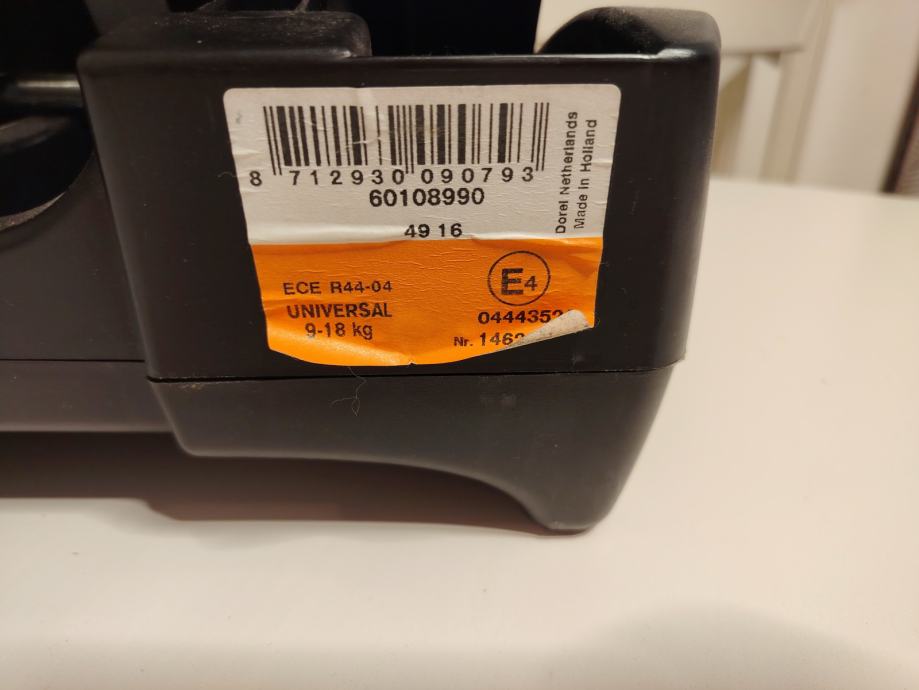 8 712930 090793
60108990
49 16
Dorel Netherlands
Made in Holland
ECE R44-04
UNIVERSAL
9-18 kg
E4
Nr.